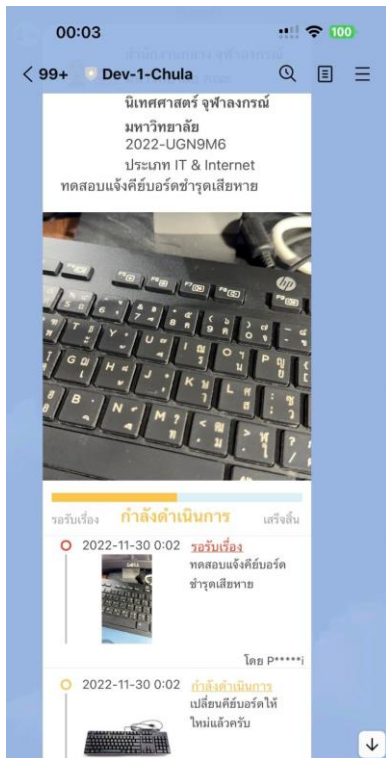 00:03
100
99+ Dev-1-Chula
นิเทศศาสตร์ จุฬาลงกรณ์
มหาวิทยาลัย
2022-UGN9M6
ประเภท IT & Internet
ทดสอบแจ้งคีย์บอร์ดชำรุดเสียหาย
hp
รอรับเรื่อง กำลังดำเนินการ เสร็จสิ้น
2022-11-30 0:02 รอรับเรื่อง
ทดสอบแจ้งคีย์บอร์ด
ชำรุดเสียหาย
DELL
โดย P*****i
2022-11-30 0:02 กำลังดำเนินการ
เปลี่ยนคีย์บอร์ดให้
ใหม่แล้วครับ